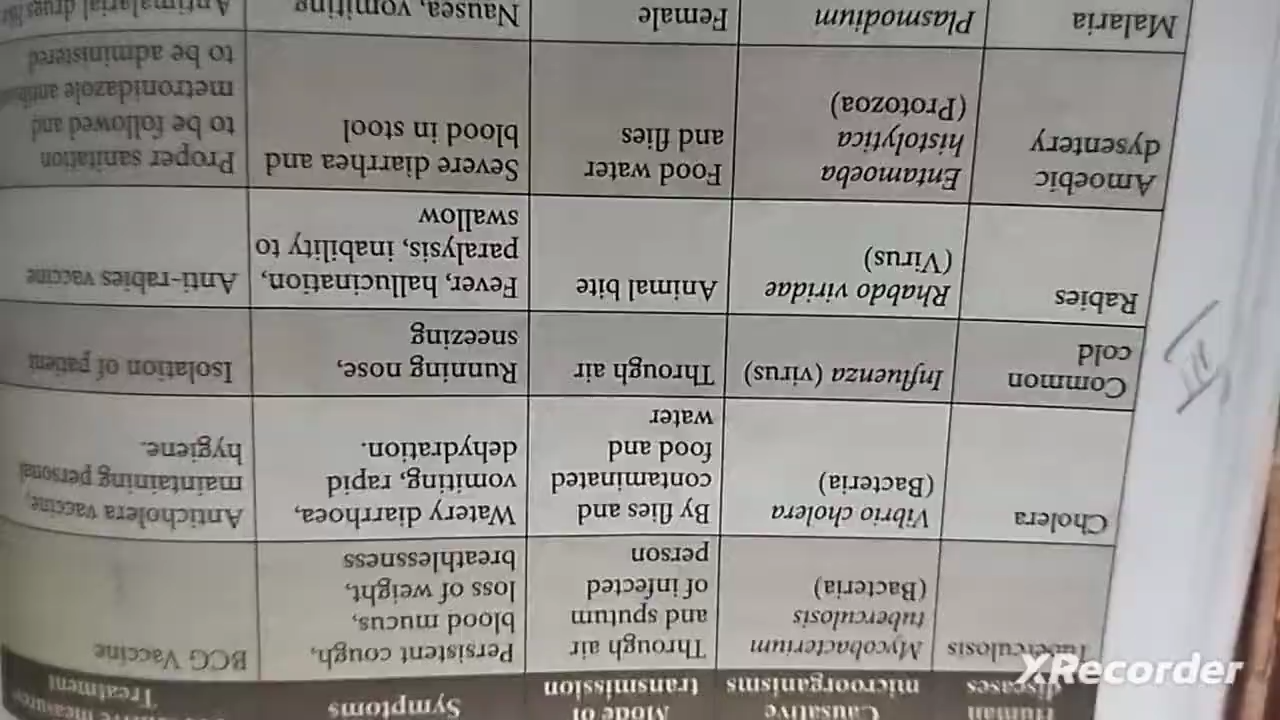 Human
diseases
Causative
microorganisms
Mode of
transmission
Symptoms
measures
Treatment
Tuberculosis
Mycobacterium
tuberculosis
(Bacteria)
Through air
and sputum
of infected
person
Persistent cough,
blood mucus,
loss of weight,
breathlessness
BCG Vaccine
Cholera
Vibrio cholera
(Bacteria)
By flies and
contaminated
food and
water
Watery diarrhoea,
vomiting, rapid
dehydration.
Anticholera vaccine,
maintaining personal
hygiene.
Common
cold
Influenza (virus)
Through air
Running nose,
sneezing
Isolation of patient
Rabies
Rhabdo viridae
(Virus)
Animal bite
Fever, hallucination,
paralysis, inability to
swallow
Anti-rabies vaccine
Amoebic
dysentery
Entamoeba
histolytica
(Protozoa)
Food water
and flies
Severe diarrhea and
blood in stool
Proper sanitation
to be followed and
metronidazole
to be administered
Malaria
Plasmodium
Female
Nausea, vomiting
Antimalarial drugs like
III
XRecorder